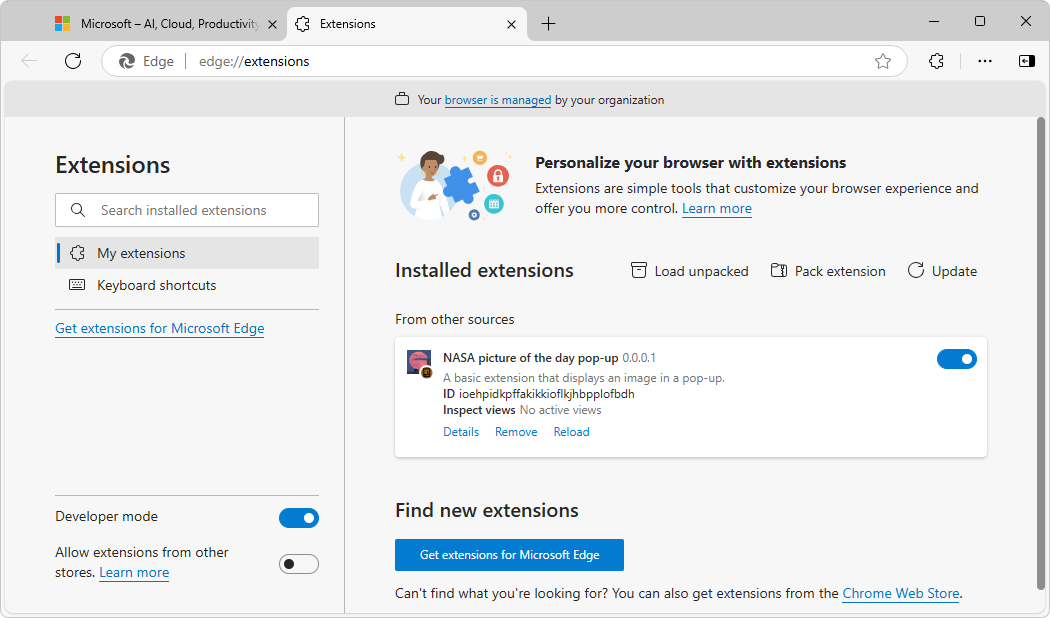 Microsoft – AI, Cloud, Productivity
Extensions
Edge
edge://extensions
Your browser is managed by your organization
Extensions
Search installed extensions
My extensions
Keyboard shortcuts
Get extensions for Microsoft Edge
Developer mode
Allow extensions from other
stores. Learn more
Personalize your browser with extensions
Extensions are simple tools that customize your browser experience and
offer you more control. Learn more
Installed extensions
Load unpacked
Pack extension
Update
From other sources
NASA picture of the day pop-up 0.0.0.1
A basic extension that displays an image in a pop-up.
ID ioehpidkpffakikkioflkjhbpplofbdh
Inspect views No active views
Details Remove Reload
Find new extensions
Get extensions for Microsoft Edge
Can't find what you're looking for? You can also get extensions from the Chrome Web Store.